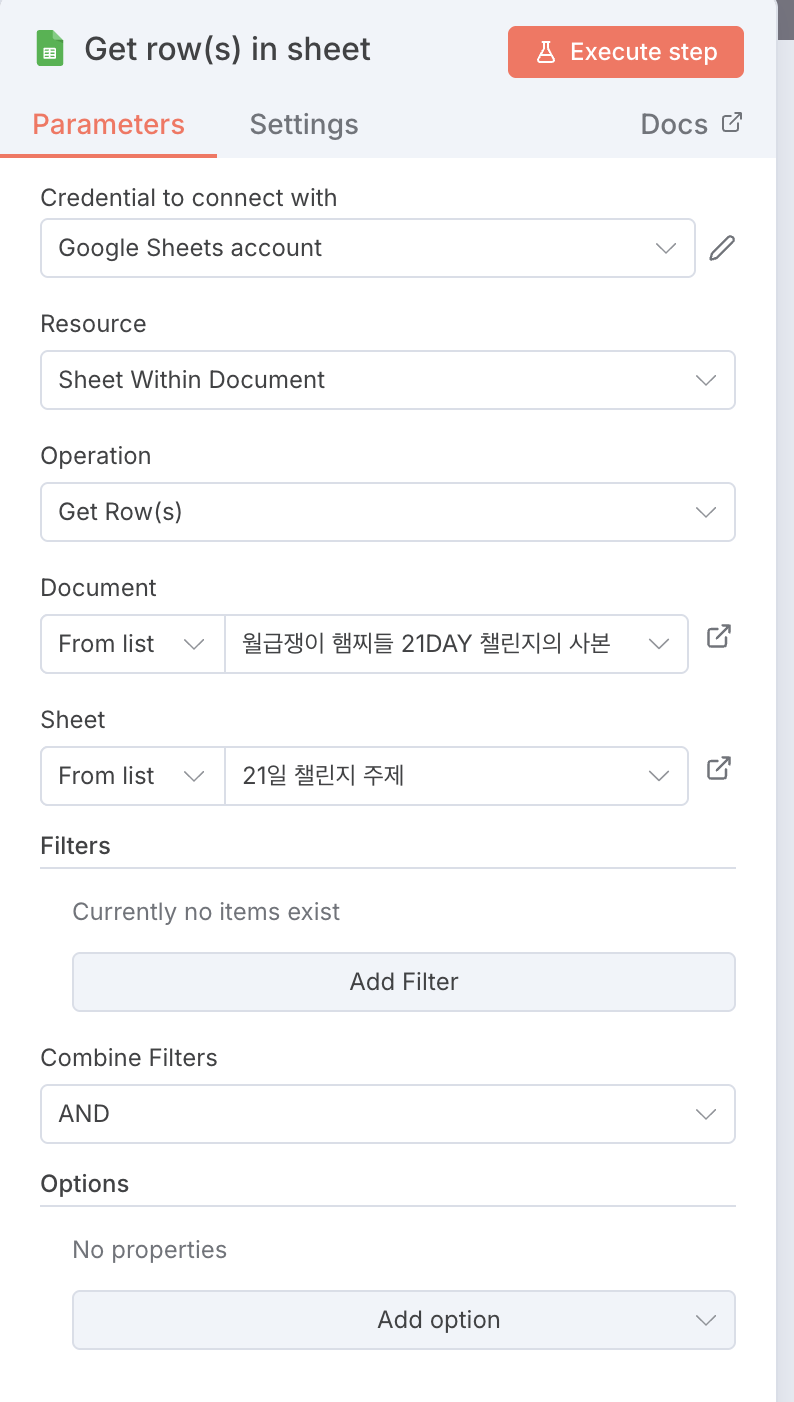 Get row(s) in sheet
Execute step
Parameters
Settings
Docs
Credential to connect with
Google Sheets account
Resource
Sheet Within Document
Operation
Get Row(s)
Document
From list
월급쟁이 햄찌들 21DAY 챌린지의 사본
Sheet
From list
21일 챌린지 주제
Filters
Currently no items exist
Add Filter
Combine Filters
AND
Options
No properties
Add option